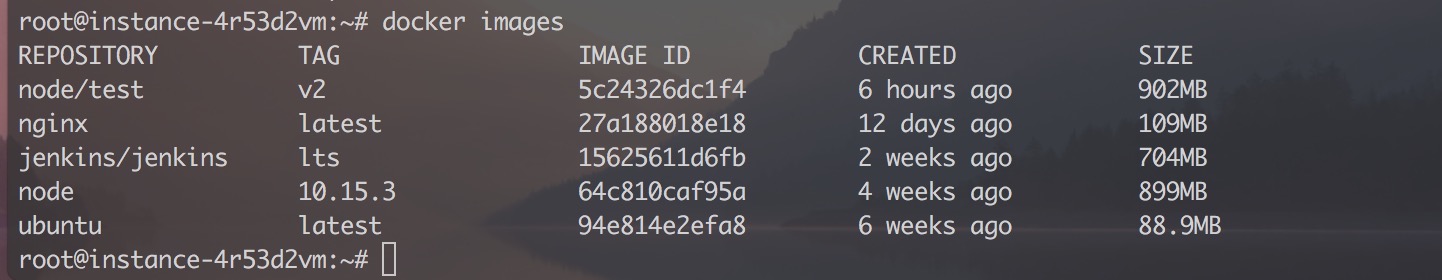 root@instance-4r53d2vm:~# docker images
REPOSITORY TAG IMAGE ID CREATED SIZE
node/test v2 5c24326dc1f4 6 hours ago 902MB
nginx latest 27a188018e18 12 days ago 109MB
jenkins/jenkins lts 15625611d6fb 2 weeks ago 704MB
node 10.15.3 64c810caf95a 4 weeks ago 899MB
ubuntu latest 94e814e2efa8 6 weeks ago 88.9MB
root@instance-4r53d2vm:~#